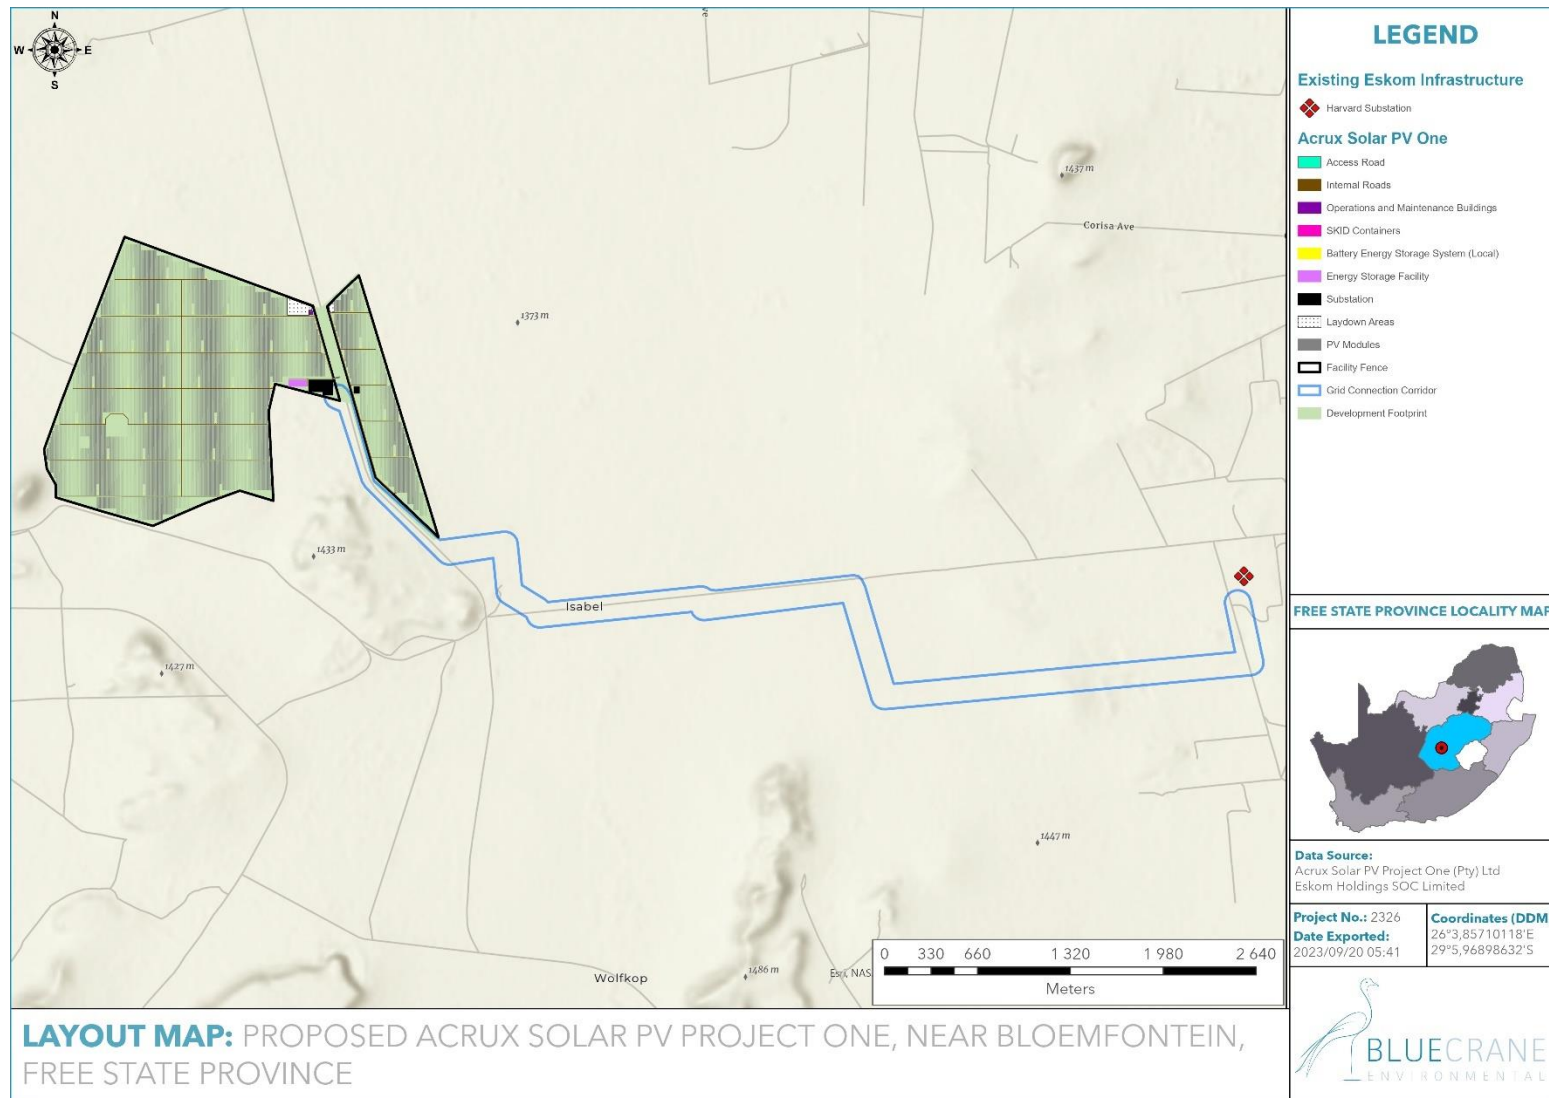 N
W
E
S
ve
1437 m
Corisa Ave
1373 m
1433 m
Isabel
1427 m
1447 m
Wolfkop
1486 m
Esri, NAS
0 330 660 1 320 1 980 2 640
Meters
LAYOUT MAP: PROPOSED ACRUX SOLAR PV PROJECT ONE, NEAR BLOEMFONTEIN,
FREE STATE PROVINCE
LEGEND
Existing Eskom Infrastructure
Harvard Substation
Acrux Solar PV One
Access Road
Internal Roads
Operations and Maintenance Buildings
SKID Containers
Battery Energy Storage System (Local)
Energy Storage Facility
Substation
Laydown Areas
PV Modules
Facility Fence
Grid Connection Corridor
Development Footprint
FREE STATE PROVINCE LOCALITY MAP
Data Source:
Acrux Solar PV Project One (Pty) Ltd
Eskom Holdings SOC Limited
Project No.: 2326
Date Exported:
2023/09/20 05:41
Coordinates (DDM
26°3,85710118'E
29°5,96898632'S
BLUECRANE
ENVIRONMENTAL